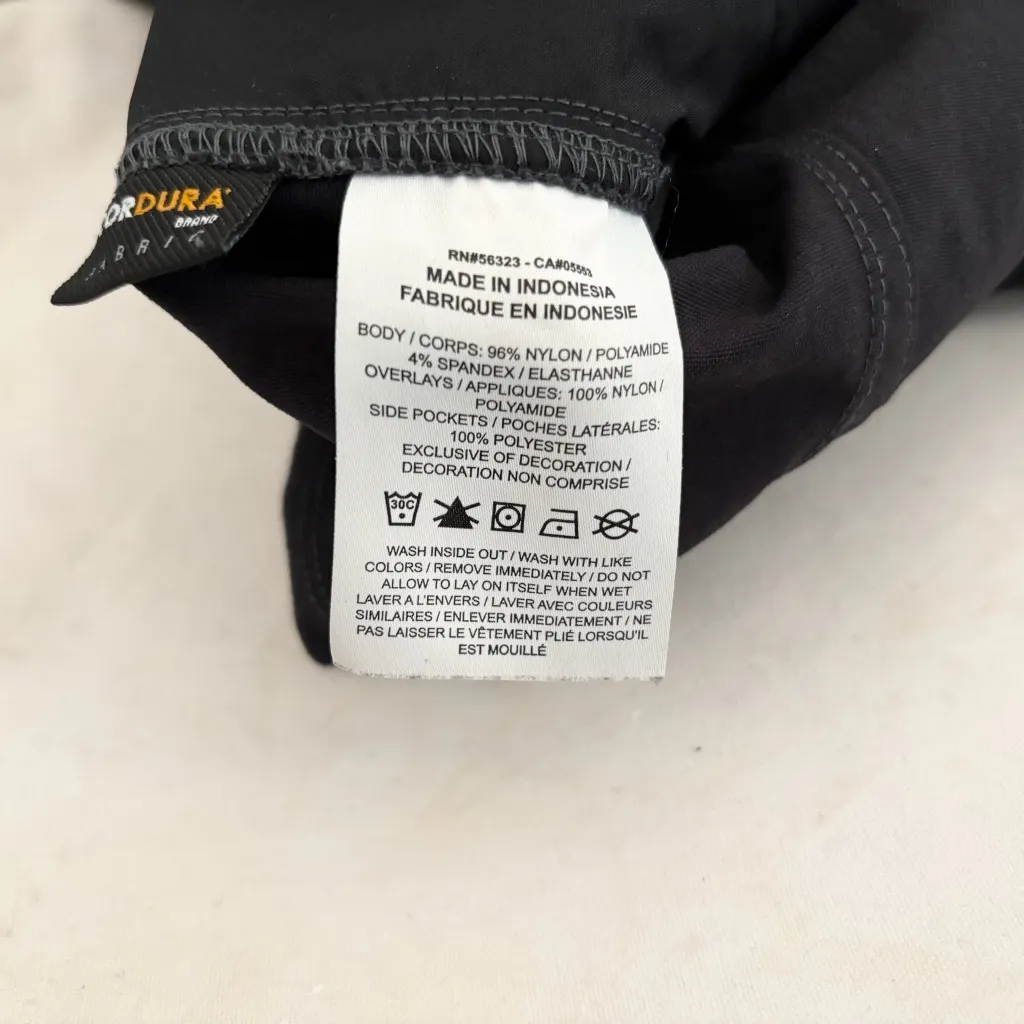 CORDURA
BRAND
FABRIC
RN#56323 - CA#05553
MADE IN INDONESIA
FABRIQUE EN INDONESIE
BODY / CORPS: 96% NYLON / POLYAMIDE
4% SPANDEX / ELASTHANNE
OVERLAYS / APPLIQUES: 100% NYLON /
POLYAMIDE
SIDE POCKETS / POCHES LATÉRALES:
100% POLYESTER
EXCLUSIVE OF DECORATION /
DECORATION NON COMPRISE
30C
WASH INSIDE OUT / WASH WITH LIKE
COLORS / REMOVE IMMEDIATELY / DO NOT
ALLOW TO LAY ON ITSELF WHEN WET
LAVER A L'ENVERS / LAVER AVEC COULEURS
SIMILAIRES / ENLEVER IMMEDIATEMENT / NE
PAS LAISSER LE VÊTEMENT PLIÉ LORSQU'IL
EST MOUILLÉ